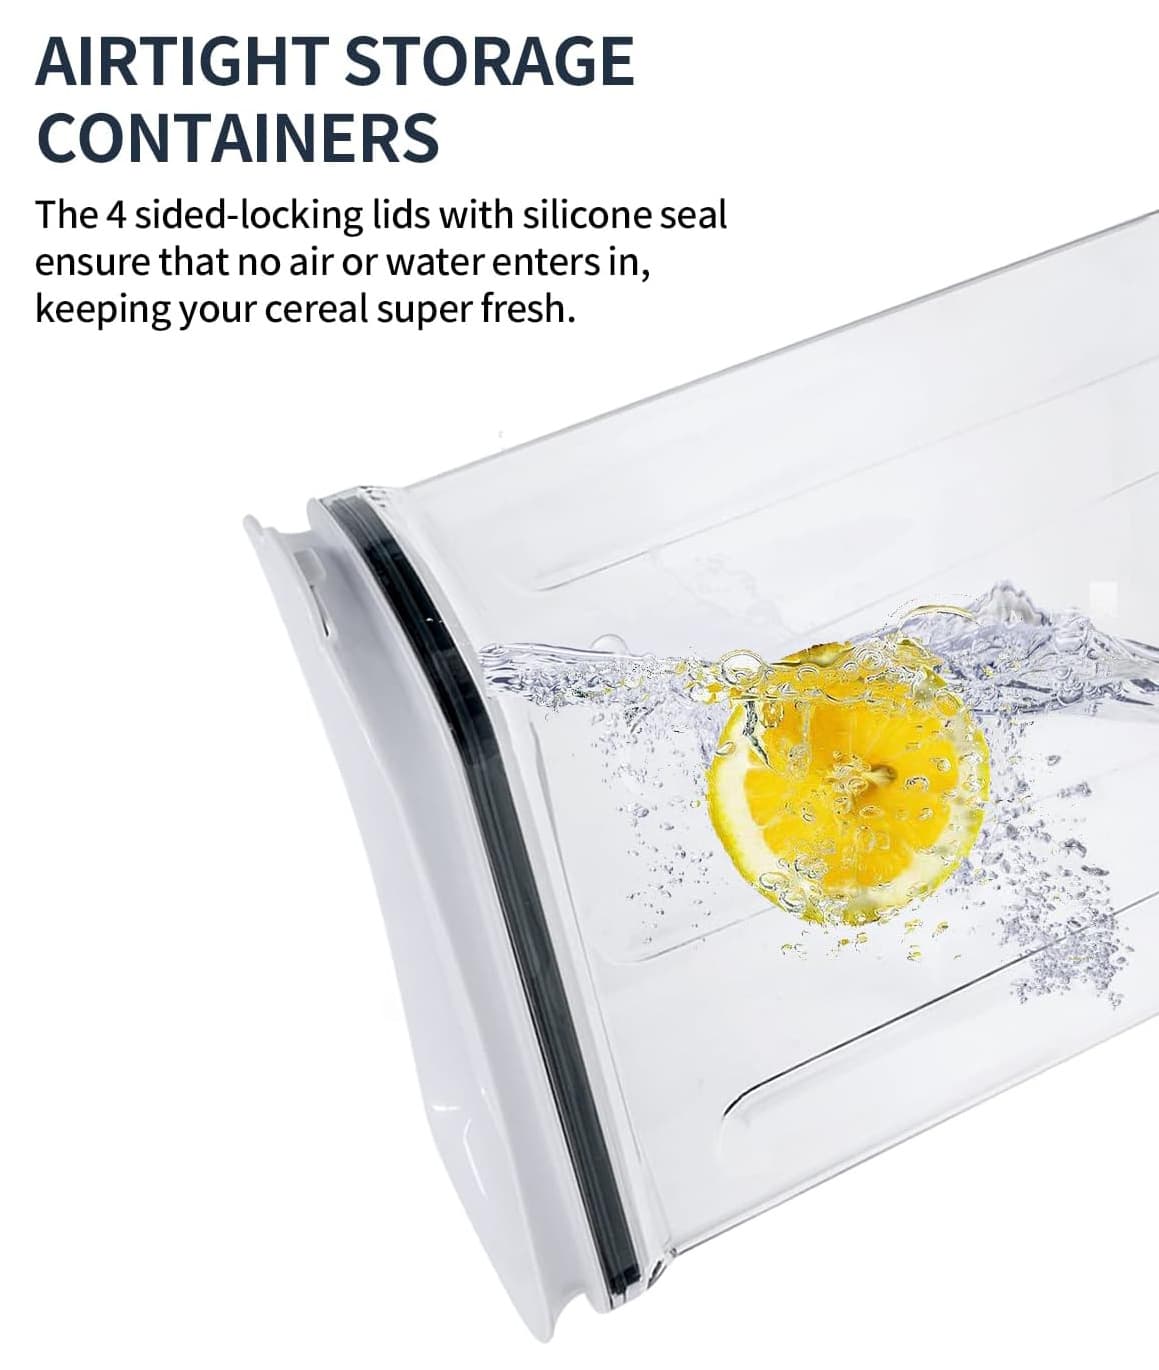 AIRTIGHT STORAGE
CONTAINERS
The 4 sided-locking lids with silicone seal
ensure that no air or water enters in,
keeping your cereal super fresh.